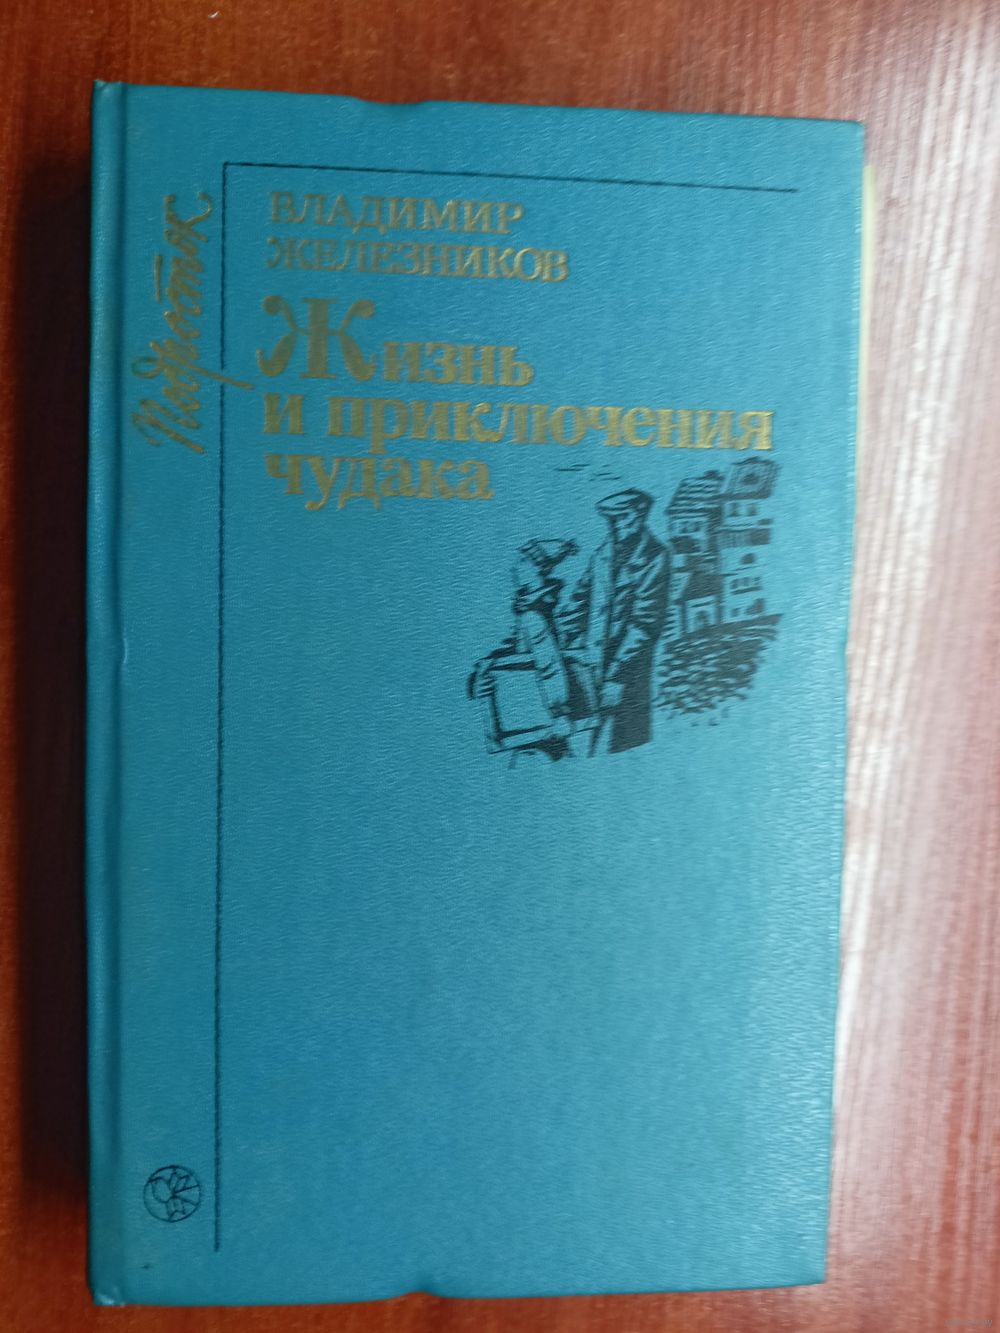 Подросток
ВЛАДИМИР
ЖЕЛЕЗНИКОВ
Жизнь
и приключения
чудака